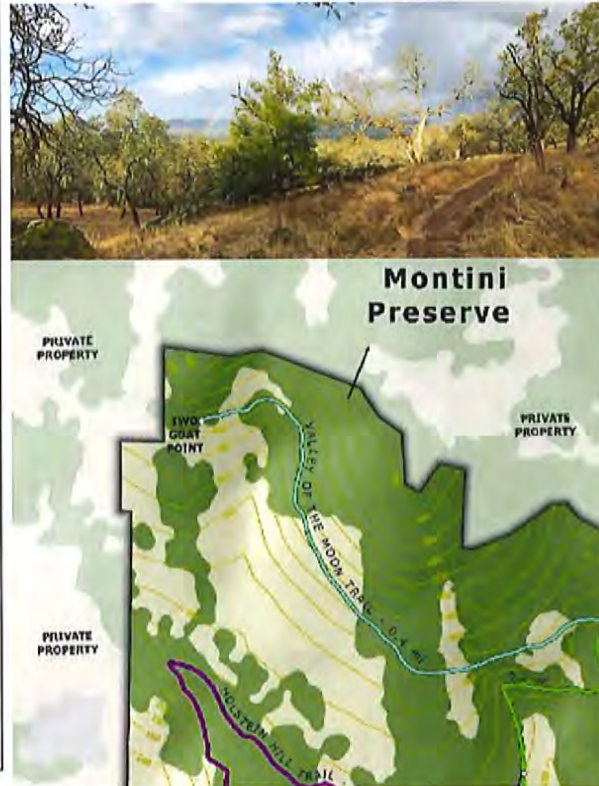 Montini
Preserve
PRIVATE
PROPERTY
PRIVATE
PROPERTY
TWO
GOAT
POINT
VALLEY OF THE MOON TRAIL - 0.4 mi
PRIVATE
PROPERTY
HOLSTEIN HILL TRAIL